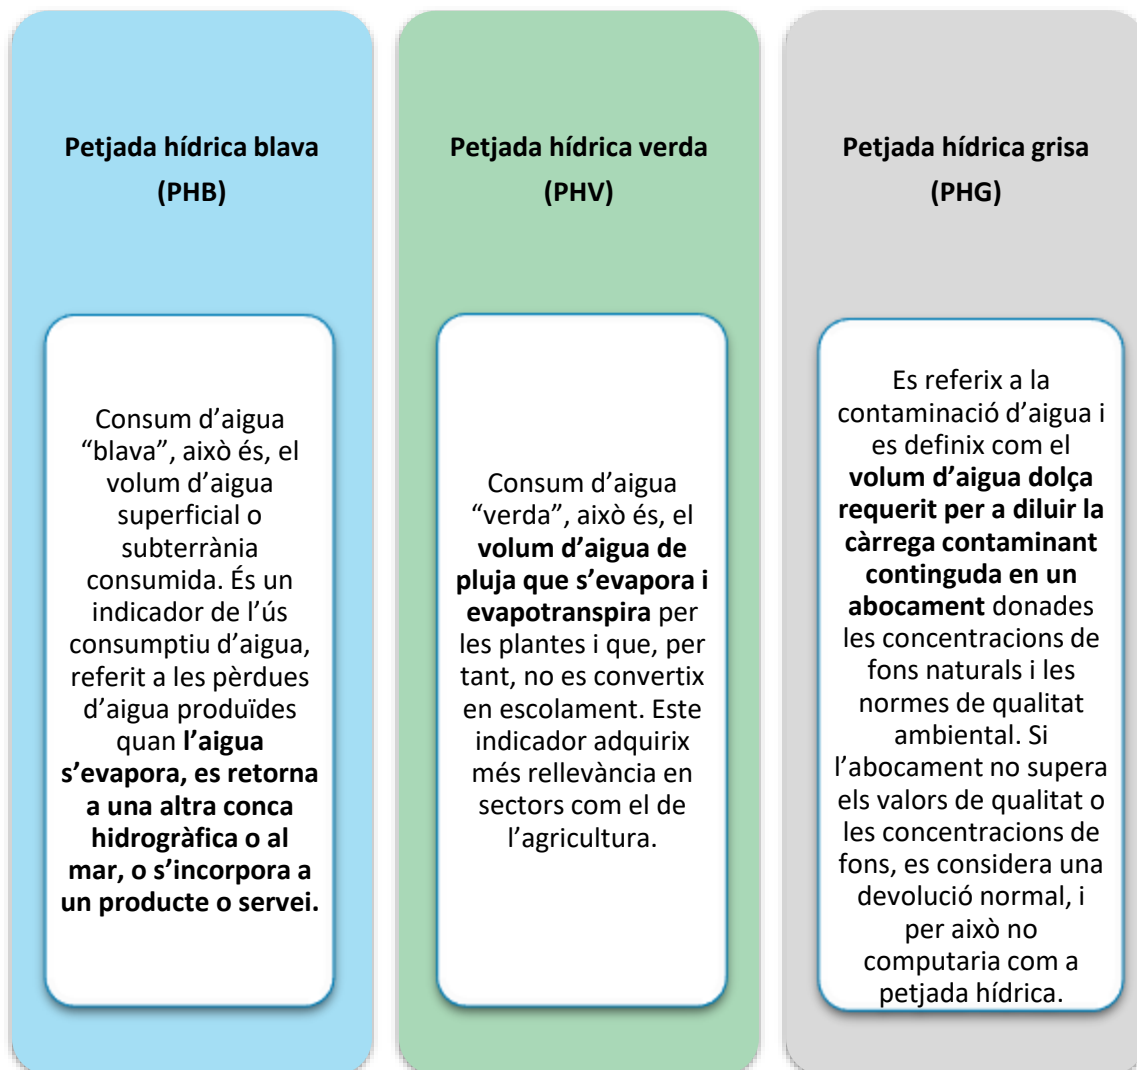 Petjada hídrica blava
(PHB)
Consum d’aigua
“blava”, això és, el
volum d’aigua
superficial o
subterrània
consumida. És un
indicador de l’ús
consumptiu d’aigua,
referit a les pèrdues
d’aigua produïdes
quan l’aigua
s’evapora, es retorna
a una altra conca
hidrogràfica o al
mar, o s’incorpora a
un producte o servei.
Petjada hídrica verda
(PHV)
Consum d’aigua
“verda”, això és, el
volum d’aigua de
pluja que s’evapora i
evapotranspira per
les plantes i que, per
tant, no es convertix
en escolament. Este
indicador adquirix
més rellevància en
sectors com el de
l’agricultura.
Petjada hídrica grisa
(PHG)
Es referix a la
contaminació d’aigua i
es definix com el
volum d’aigua dolça
requerit per a diluir la
càrrega contaminant
continguda en un
abocament donades
les concentracions de
fons naturals i les
normes de qualitat
ambiental. Si
l’abocament no supera
els valors de qualitat o
les concentracions de
fons, es considera una
devolució normal, i
per això no
computaria com a
petjada hídrica.